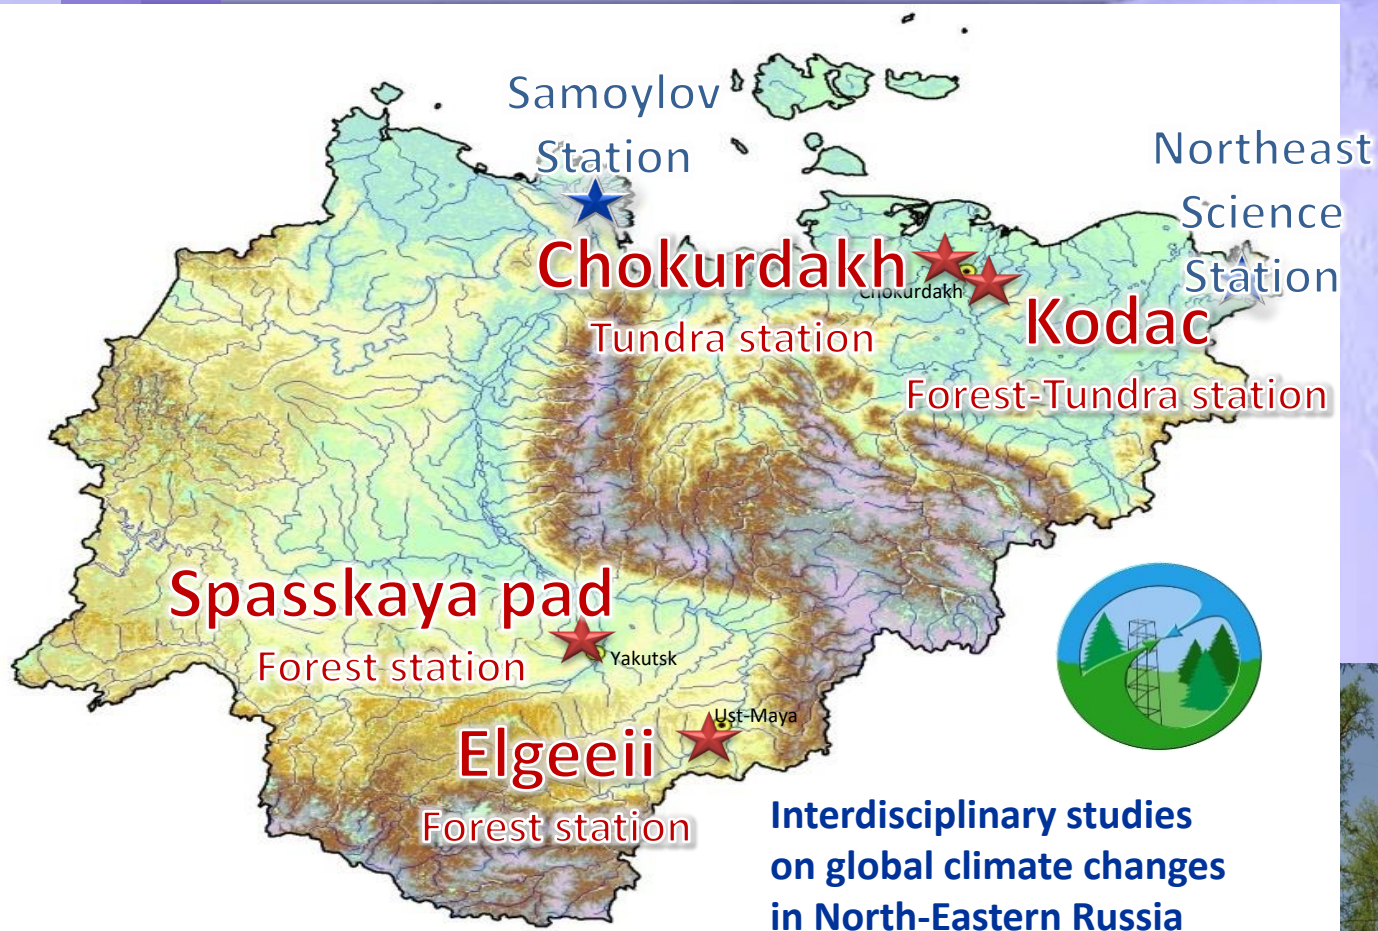 Samoylov
Station
Northeast
Science
Station
Chokurdakh
Chokurdakh
Tundra station
Kodac
Forest-Tundra station
Spasskaya pad
Forest station
Yakutsk
Ust-Maya
Elgeeii
Forest station
Interdisciplinary studies
on global climate changes
in North-Eastern Russia